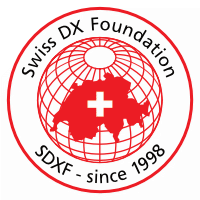 Swiss DX Foundation
SDXF - since 1998